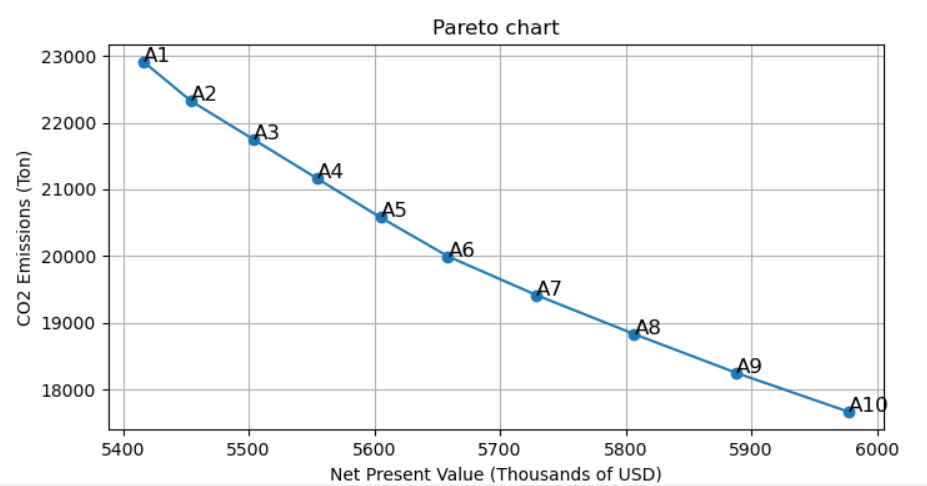 Pareto chart
23000
22000
21000
20000
19000
18000
CO2 Emissions (Ton)
A1
A2
A3
A4
A5
A6
A7
A8
A9
A10
5400 5500 5600 5700 5800 5900 6000
Net Present Value (Thousands of USD)